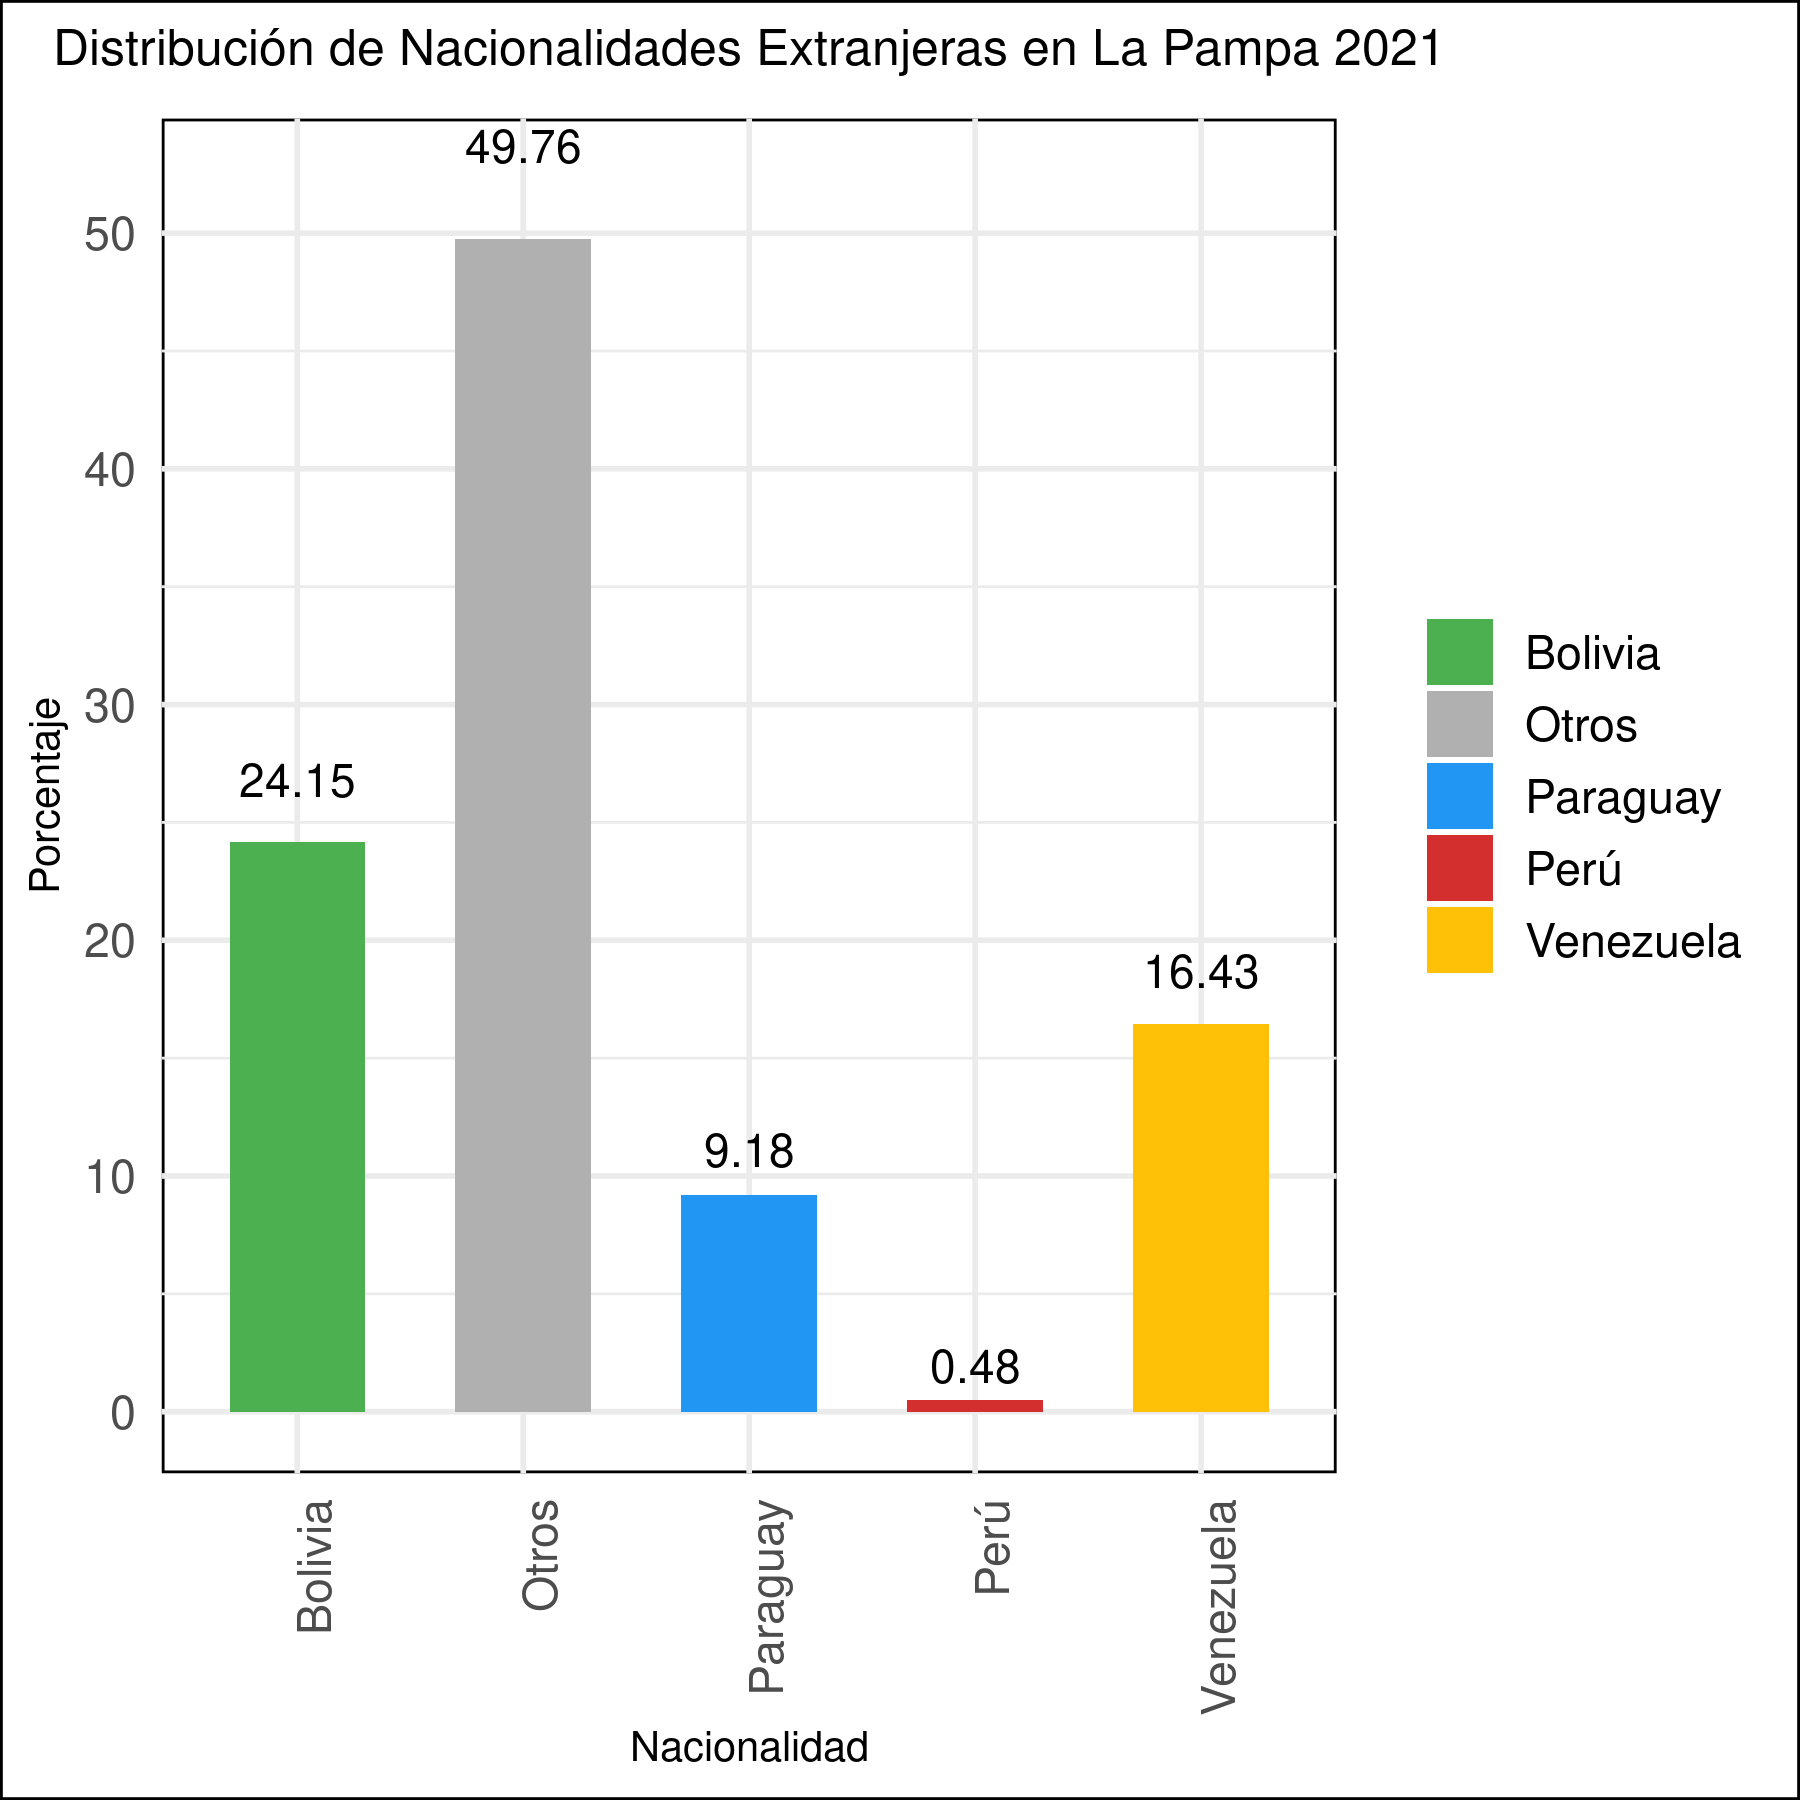 Distribución de Nacionalidades Extranjeras en La Pampa 2021
Porcentaje
50
40
30
20
10
0
24.15
49.76
9.18
0.48
16.43
Bolivia
Otros
Paraguay
Perú
Venezuela
Nacionalidad
Bolivia
Otros
Paraguay
Perú
Venezuela